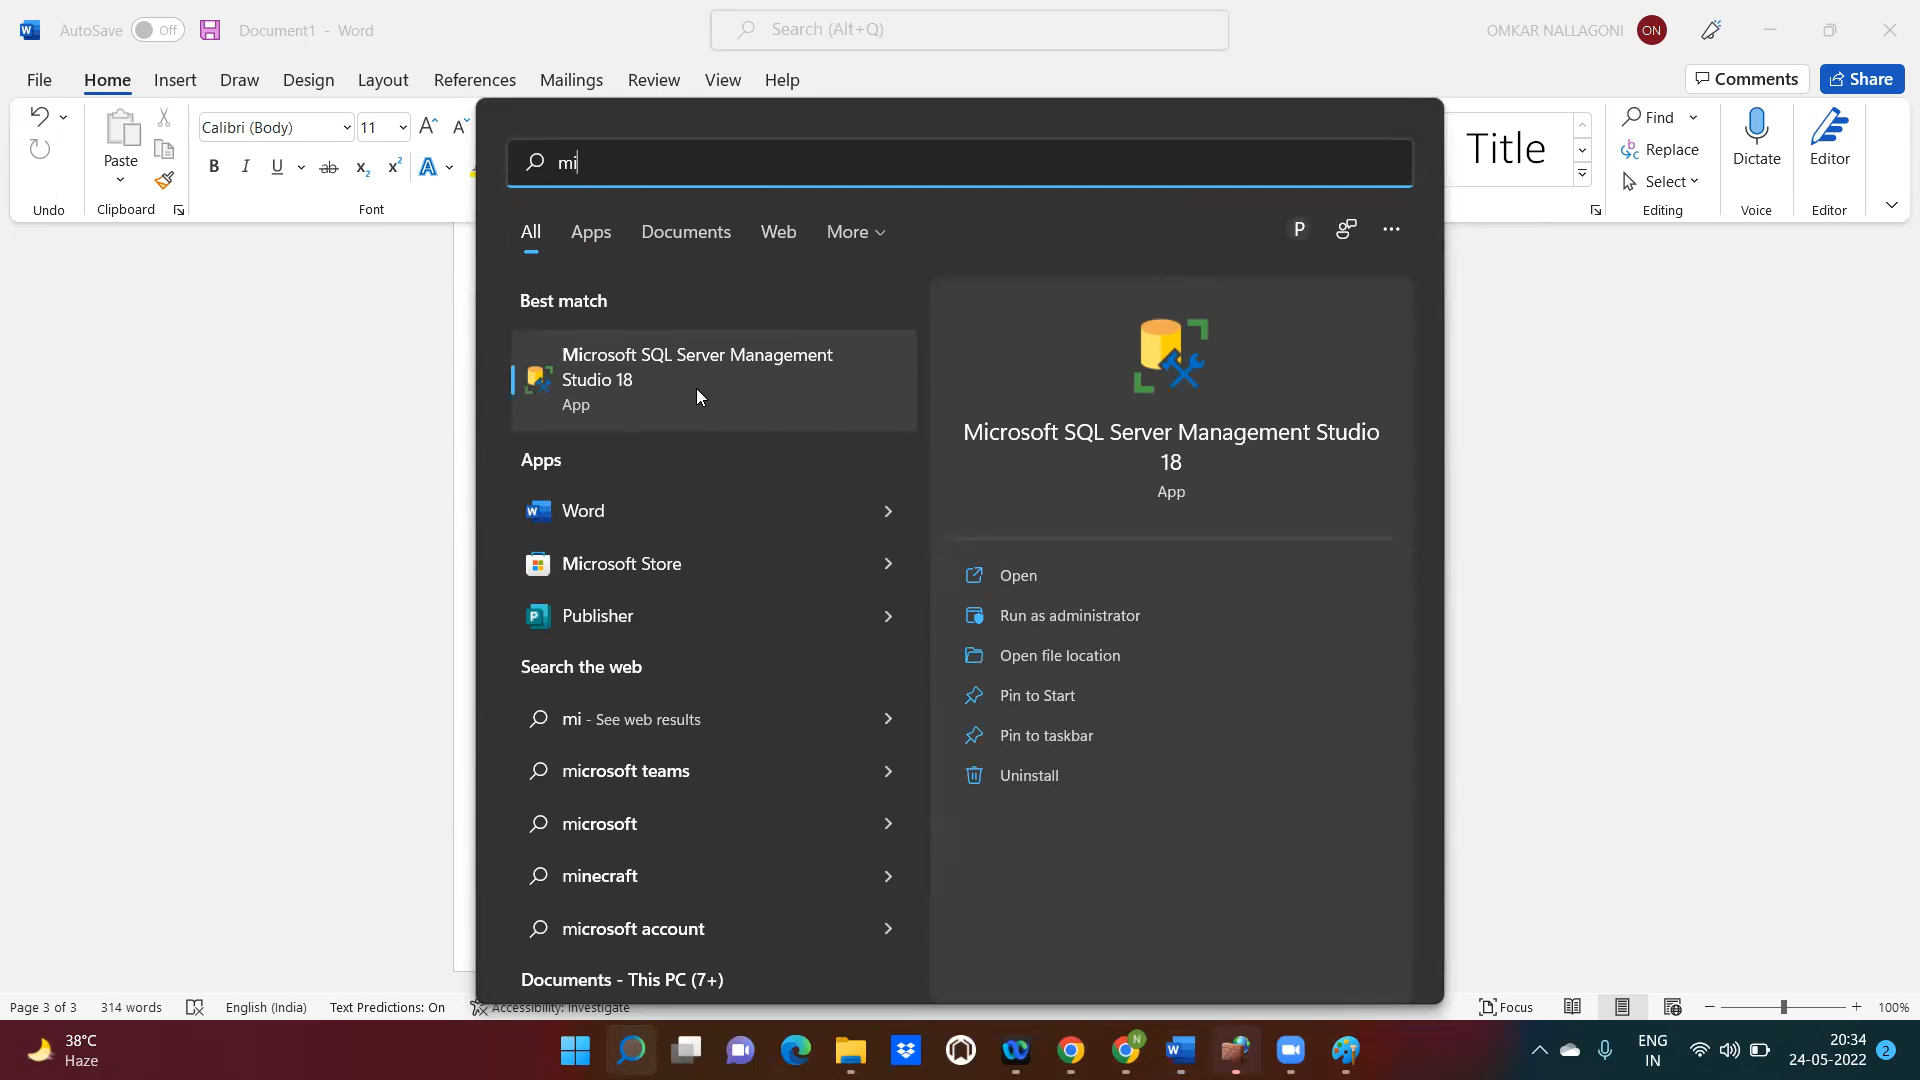 AutoSave Off Document1 - Word Search (Alt+Q) OMKAR NALLAGONI ON
File Home Insert Draw Design Layout References Mailings Review View Help Comments Share
Calibri (Body) 11 A A
Paste
B I U ab x₂ x² A
Undo Clipboard Font
Title
Find
Replace
Select
Editing
Dictate
Voice
Editor
Editor
mi
All Apps Documents Web More P
Best match
Microsoft SQL Server Management
Studio 18
App
Apps
Word
Microsoft Store
Publisher
Search the web
mi - See web results
microsoft teams
microsoft
minecraft
microsoft account
Documents - This PC (7+)
Microsoft SQL Server Management Studio
18
App
Open
Run as administrator
Open file location
Pin to Start
Pin to taskbar
Uninstall
Page 3 of 3 314 words English (India) Text Predictions: On Accessibility: Investigate Focus 100%
38°C
Haze
N
ENG
IN
20:34
24-05-2022
2